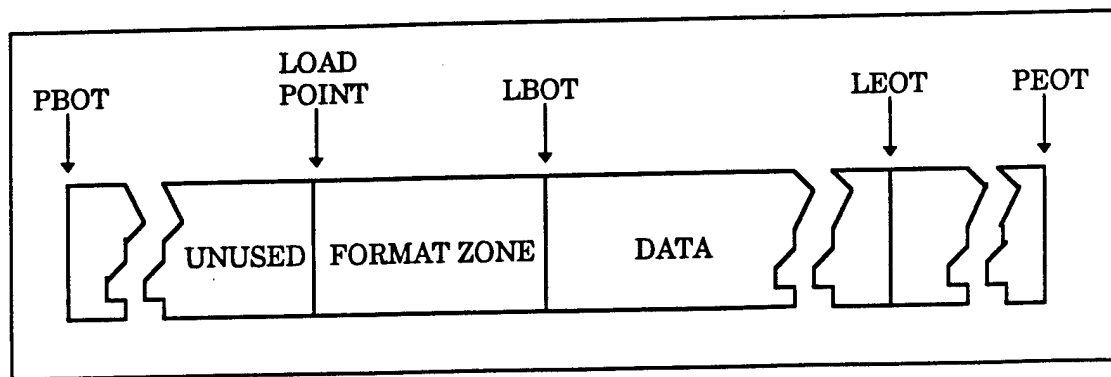 PBOT
LOAD
POINT
LBOT
LEOT
PEOT
UNUSED
FORMAT ZONE
DATA